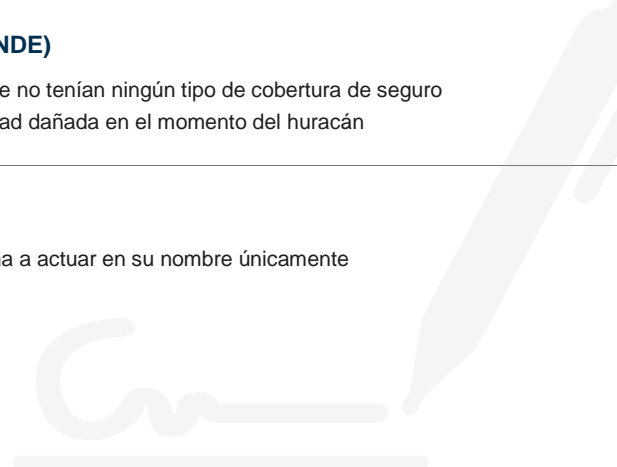 NDE)
e no tenían ningún tipo de cobertura de seguro
ad dañada en el momento del huracán
a a actuar en su nombre únicamente